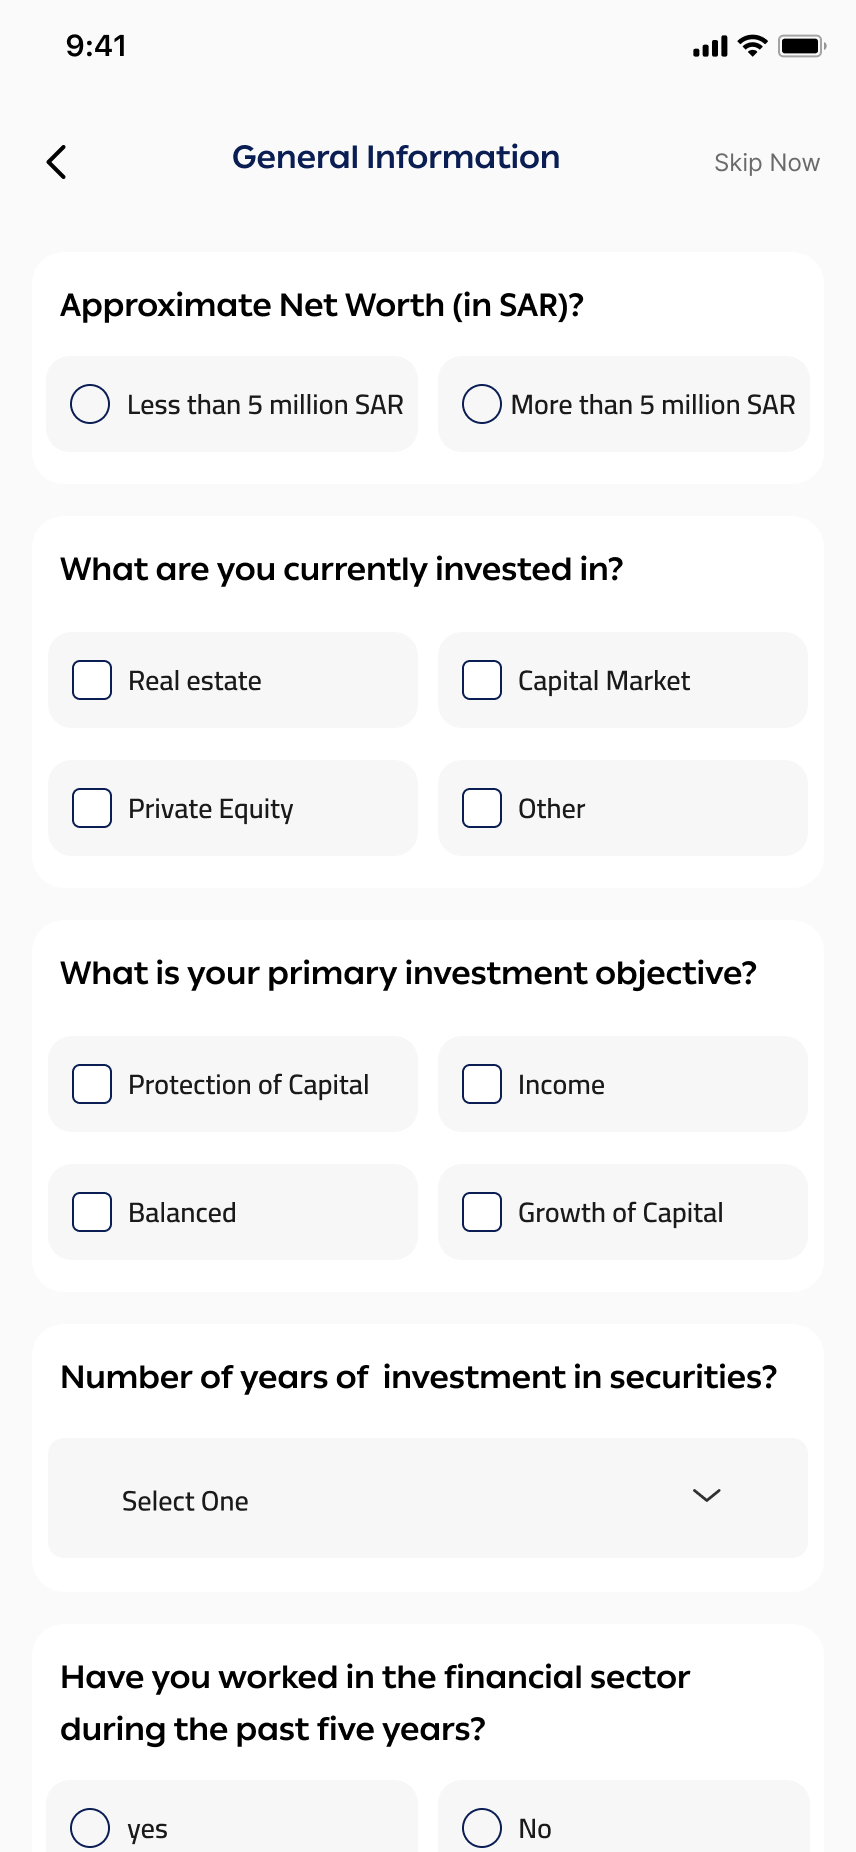 9:41
General Information
Skip Now
Approximate Net Worth (in SAR)?
Less than 5 million SAR
More than 5 million SAR
What are you currently invested in?
Real estate
Capital Market
Private Equity
Other
What is your primary investment objective?
Protection of Capital
Income
Balanced
Growth of Capital
Number of years of  investment in securities?
Select One
Have you worked in the financial sector
during the past five years?
yes
No